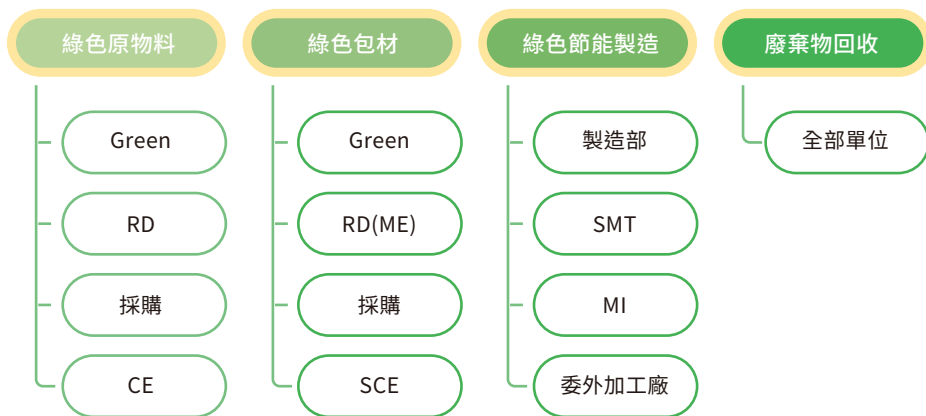 綠色原物料
Green
RD
採購
CE
綠色包材
Green
RD(ME)
採購
SCE
綠色節能製造
製造部
SMT
MI
委外加工廠
廢棄物回收
全部單位